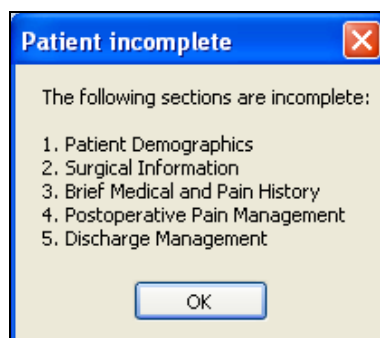 Patient incomplete
The following sections are incomplete:
1. Patient Demographics
2. Surgical Information
3. Brief Medical and Pain History
4. Postoperative Pain Management
5. Discharge Management
OK